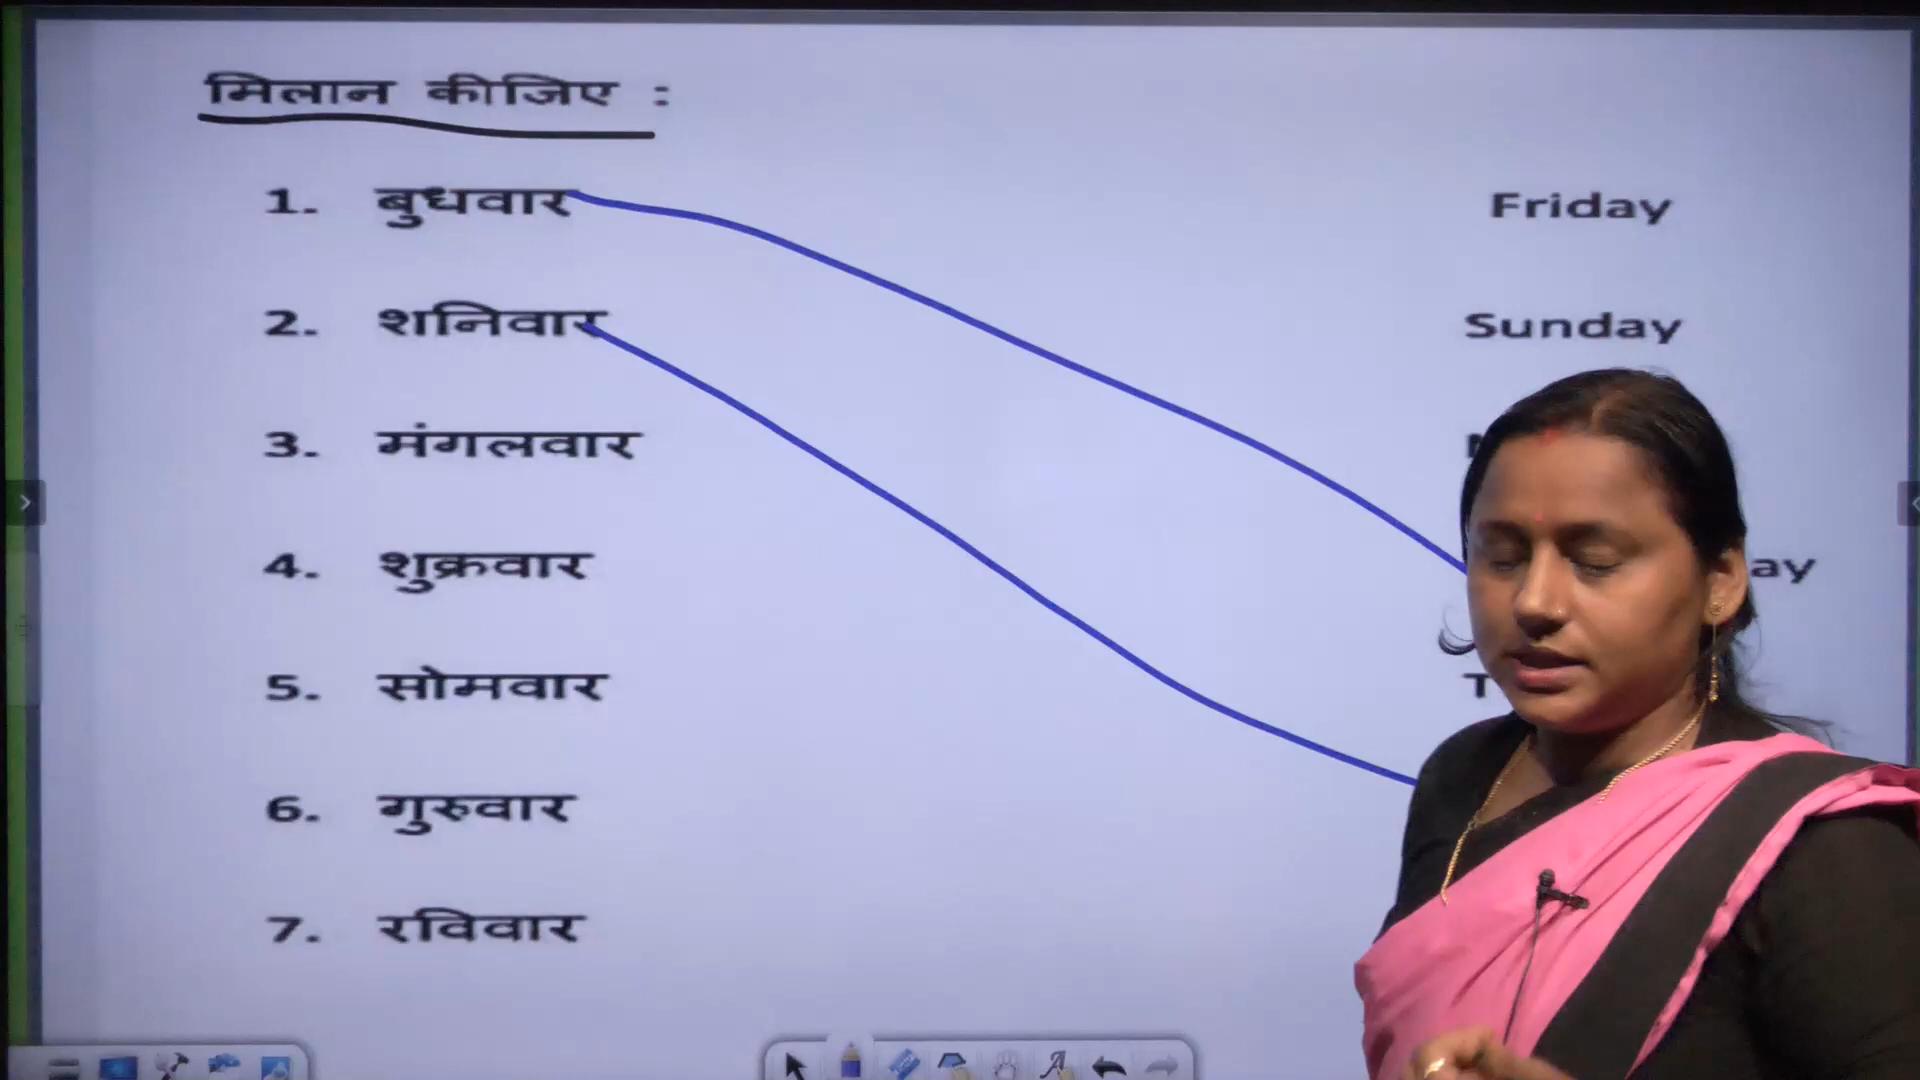 मिलान कीजिए :
1. बुधवार Friday
2. शनिवार Sunday
3. मंगलवार
4. शुक्रवार
5. सोमवार
6. गुरुवार
7. रविवार